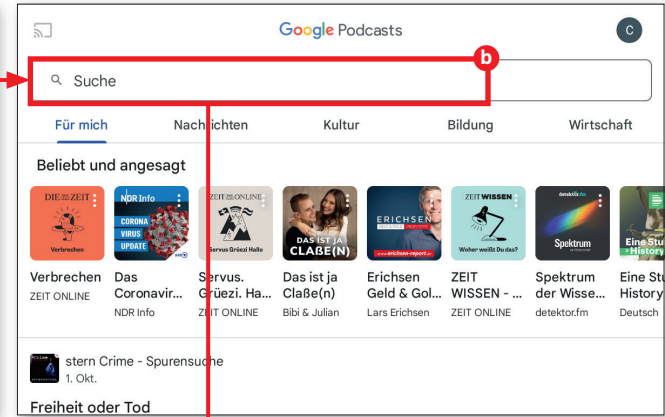 Google Podcasts
C
b
Suche
Für mich
Nachrichten
Kultur
Bildung
Wirtschaft
Beliebt und angesagt
DIE ZEIT
Verbrechen
NDR Info
CORONA
VIRUS
UPDATE
ZEIT ONLINE
Servus Grüezi Hallo
DAS IST JA
CLAßE(N)
ERICHSEN
www.erichsen-report.de
ZEIT WISSEN
Woher weißt Du das?
detektor.fm
Spektrum
Eine Stu
History
Verbrechen
ZEIT ONLINE
Das
Coronavir...
NDR Info
Servus.
Grüezi. Ha...
ZEIT ONLINE
Das ist ja
Claße(n)
Bibi & Julian
Erichsen
Geld & Gol...
Lars Erichsen
ZEIT
WISSEN - ...
ZEIT ONLINE
Spektrum
der Wisse...
detektor.fm
Eine Stu
History
Deutsch
stern Crime - Spurensuche
1. Okt.
Freiheit oder Tod